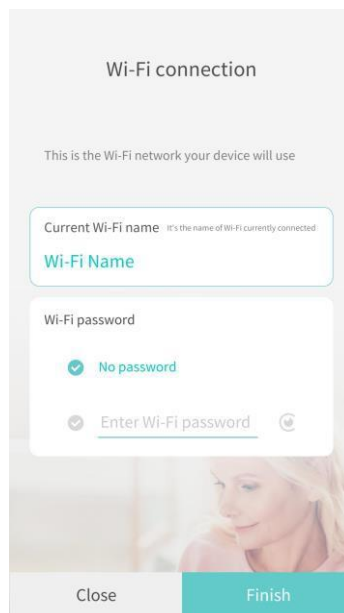 Wi-Fi connection
This is the Wi-Fi network your device will use
Current Wi-Fi name It's the name of Wi-Fi currently connected
Wi-Fi Name
Wi-Fi password
No password
Enter Wi-Fi password
Close Finish